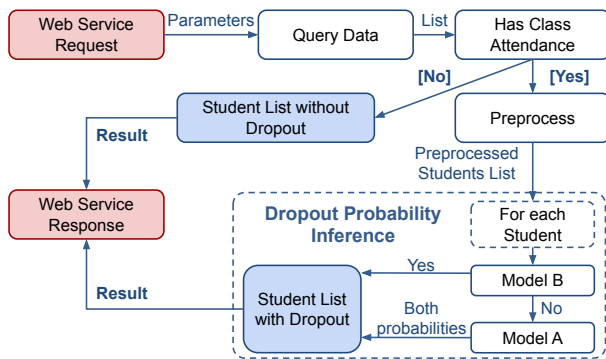 Web Service
Request
Parameters
Query Data
List
Has Class
Attendance
[No]
[Yes]
Student List without
Dropout
Preprocess
Result
Preprocessed
Students List
Web Service
Response
Dropout Probability
Inference
For each
Student
Yes
Model B
Result
Student List
with Dropout
Both
probabilities
No
Model A